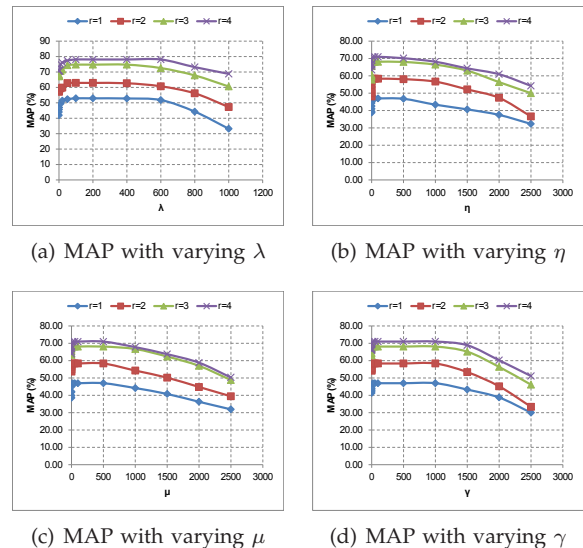 r=1 r=2 r=3 r=4
90
80
70
60
50
40
30
20
10
0
MAP (%)
0 200 400 600 800 1000 1200
λ
(a) MAP with varying λ
r=1 r=2 r=3 r=4
80.00
70.00
60.00
50.00
40.00
30.00
20.00
10.00
0.00
MAP (%)
0 500 1000 1500 2000 2500 3000
η
(b) MAP with varying η
r=1 r=2 r=3 r=4
80.00
70.00
60.00
50.00
40.00
30.00
20.00
10.00
0.00
MAP (%)
0 500 1000 1500 2000 2500 3000
μ
(c) MAP with varying μ
r=1 r=2 r=3 r=4
80.00
70.00
60.00
50.00
40.00
30.00
20.00
10.00
0.00
MAP (%)
0 500 1000 1500 2000 2500 3000
γ
(d) MAP with varying γ